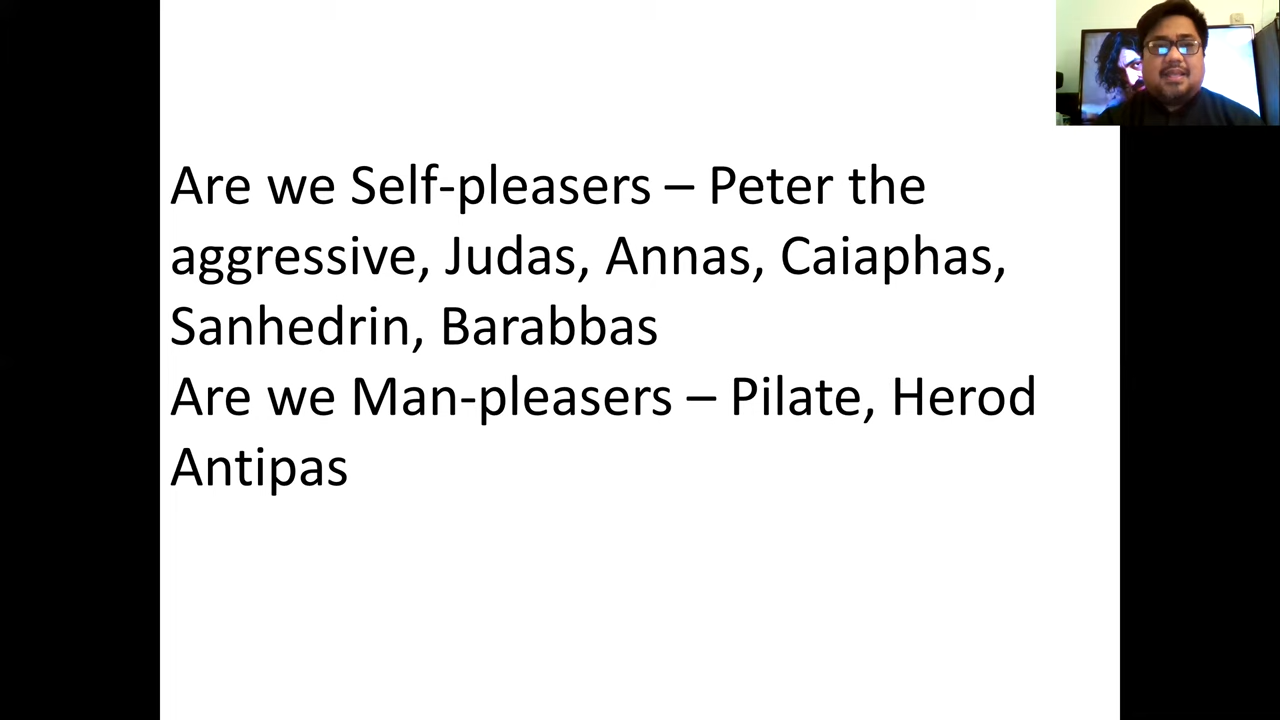 Are we Self-pleasers – Peter the
aggressive, Judas, Annas, Caiaphas,
Sanhedrin, Barabbas
Are we Man-pleasers – Pilate, Herod
Antipas